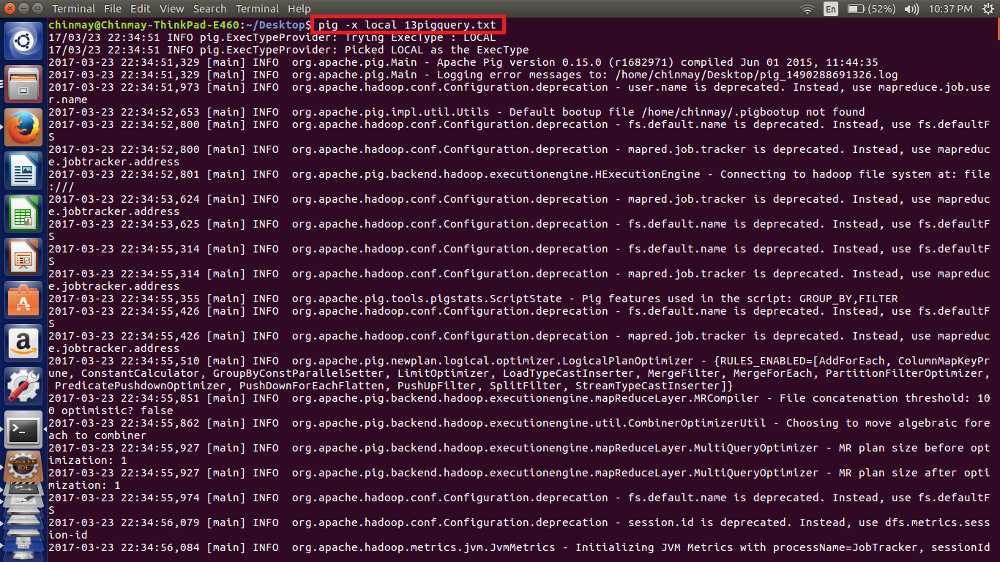 Terminal File Edit View Search Terminal Help En (52%) 10:37 PM
chinmay@Chinmay-ThinkPad-E460:~/Desktop$ pig -x local 13pigquery.txt
17/03/23 22:34:51 INFO pig.ExecTypeProvider: Trying ExecType : LOCAL
17/03/23 22:34:51 INFO pig.ExecTypeProvider: Picked LOCAL as the ExecType
2017-03-23 22:34:51,329 [main] INFO  org.apache.pig.Main - Apache Pig version 0.15.0 (r1682971) compiled Jun 01 2015, 11:44:35
2017-03-23 22:34:51,329 [main] INFO  org.apache.pig.Main - Logging error messages to: /home/chinmay/Desktop/pig_1490288691326.log
2017-03-23 22:34:51,973 [main] INFO  org.apache.hadoop.conf.Configuration.deprecation - user.name is deprecated. Instead, use mapreduce.job.use
r.name
2017-03-23 22:34:52,653 [main] INFO  org.apache.pig.impl.util.Utils - Default bootup file /home/chinmay/.pigbootup not found
2017-03-23 22:34:52,800 [main] INFO  org.apache.hadoop.conf.Configuration.deprecation - fs.default.name is deprecated. Instead, use fs.defaultF
S
2017-03-23 22:34:52,800 [main] INFO  org.apache.hadoop.conf.Configuration.deprecation - mapred.job.tracker is deprecated. Instead, use mapreduc
e.jobtracker.address
2017-03-23 22:34:52,801 [main] INFO  org.apache.pig.backend.hadoop.executionengine.HExecutionEngine - Connecting to hadoop file system at: file
:///
2017-03-23 22:34:53,624 [main] INFO  org.apache.hadoop.conf.Configuration.deprecation - mapred.job.tracker is deprecated. Instead, use mapreduc
e.jobtracker.address
2017-03-23 22:34:53,625 [main] INFO  org.apache.hadoop.conf.Configuration.deprecation - fs.default.name is deprecated. Instead, use fs.defaultF
S
2017-03-23 22:34:55,314 [main] INFO  org.apache.hadoop.conf.Configuration.deprecation - fs.default.name is deprecated. Instead, use fs.defaultF
S
2017-03-23 22:34:55,314 [main] INFO  org.apache.hadoop.conf.Configuration.deprecation - mapred.job.tracker is deprecated. Instead, use mapreduc
e.jobtracker.address
2017-03-23 22:34:55,355 [main] INFO  org.apache.pig.tools.pigstats.ScriptState - Pig features used in the script: GROUP_BY,FILTER
2017-03-23 22:34:55,426 [main] INFO  org.apache.hadoop.conf.Configuration.deprecation - fs.default.name is deprecated. Instead, use fs.defaultF
S
2017-03-23 22:34:55,426 [main] INFO  org.apache.hadoop.conf.Configuration.deprecation - mapred.job.tracker is deprecated. Instead, use mapreduc
e.jobtracker.address
2017-03-23 22:34:55,510 [main] INFO  org.apache.pig.newplan.logical.optimizer.LogicalPlanOptimizer - {RULES_ENABLED=[AddForEach, ColumnMapKeyPr
une, ConstantCalculator, GroupByConstParallelSetter, LimitOptimizer, LoadTypeCastInserter, MergeFilter, MergeForEach, PartitionFilterOptimizer,
 PredicatePushdownOptimizer, PushDownForEachFlatten, PushUpFilter, SplitFilter, StreamTypeCastInserter]}
2017-03-23 22:34:55,851 [main] INFO  org.apache.pig.backend.hadoop.executionengine.mapReduceLayer.MRCompiler - File concatenation threshold: 10
0 optimistic? false
2017-03-23 22:34:55,862 [main] INFO  org.apache.pig.backend.hadoop.executionengine.util.CombinerOptimizerUtil - Choosing to move algebraic fore
ach to combiner
2017-03-23 22:34:55,927 [main] INFO  org.apache.pig.backend.hadoop.executionengine.mapReduceLayer.MultiQueryOptimizer - MR plan size before opt
imization: 1
2017-03-23 22:34:55,927 [main] INFO  org.apache.pig.backend.hadoop.executionengine.mapReduceLayer.MultiQueryOptimizer - MR plan size after opti
mization: 1
2017-03-23 22:34:55,974 [main] INFO  org.apache.hadoop.conf.Configuration.deprecation - fs.default.name is deprecated. Instead, use fs.defaultF
S
2017-03-23 22:34:56,079 [main] INFO  org.apache.hadoop.conf.Configuration.deprecation - session.id is deprecated. Instead, use dfs.metrics.sess
ion-id
2017-03-23 22:34:56,084 [main] INFO  org.apache.hadoop.metrics.jvm.JvmMetrics - Initializing JVM Metrics with processName=JobTracker, sessionId
Java EE
IDE